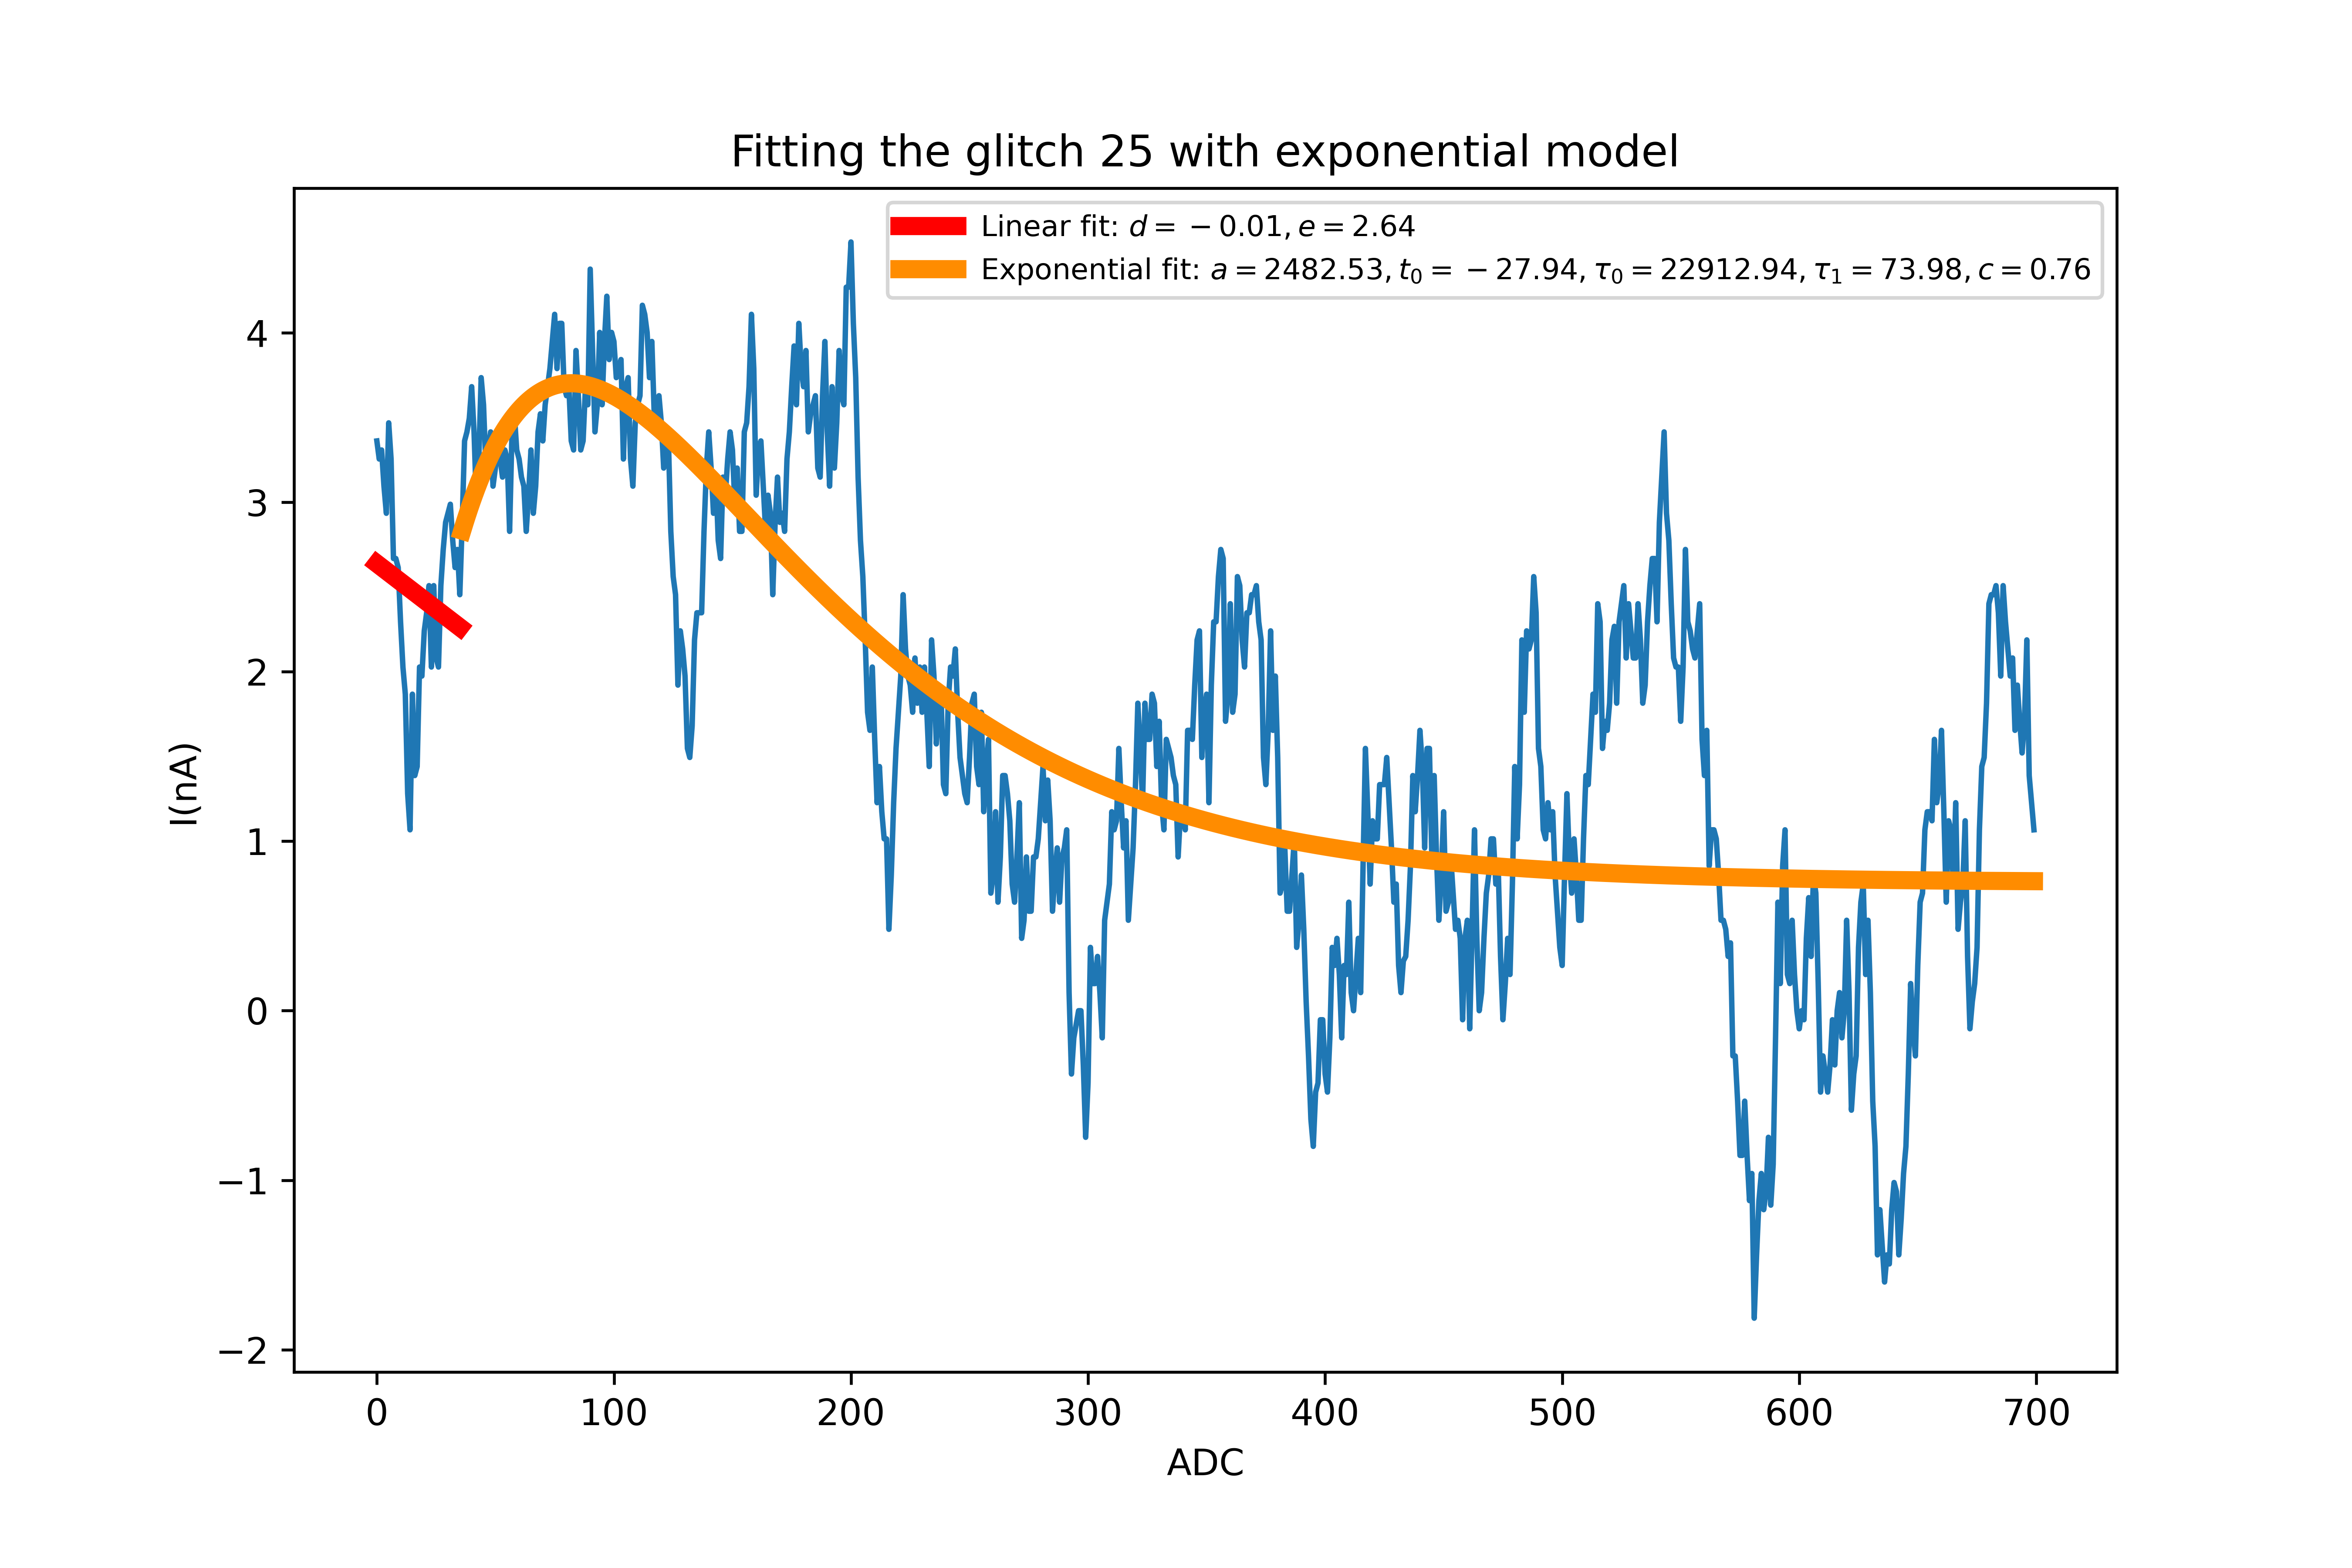 Fitting the glitch 25 with exponential model
Linear fit: d = −0.01, e = 2.64
Exponential fit: a = 2482.53, t₀ = −27.94, τ₀ = 22912.94, τ₁ = 73.98, c = 0.76
4
3
2
1
0
−1
−2
I(nA)
0 100 200 300 400 500 600 700
ADC